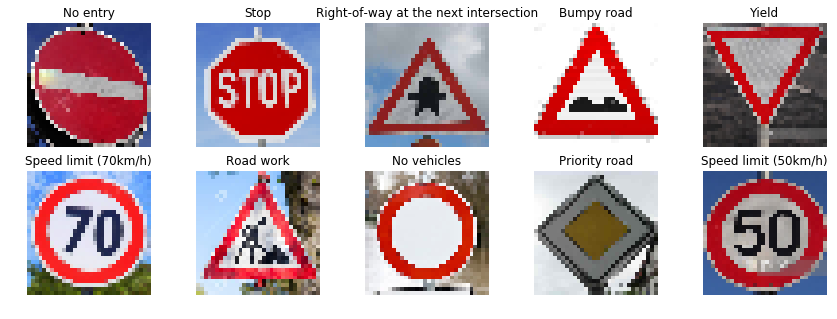 No entry
Stop
Right-of-way at the next intersection
Bumpy road
Yield
STOP
Speed limit (70km/h)
Road work
No vehicles
Priority road
Speed limit (50km/h)
70
50